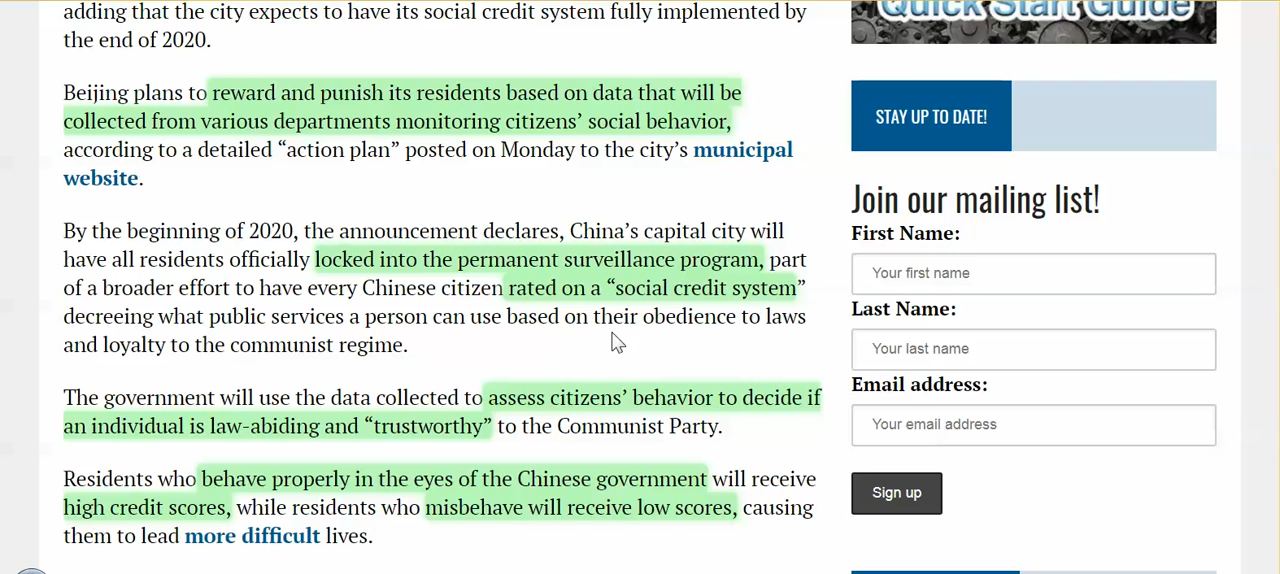 adding that the city expects to have its social credit system fully implemented by
the end of 2020.
Beijing plans to reward and punish its residents based on data that will be
collected from various departments monitoring citizens’ social behavior,
according to a detailed “action plan” posted on Monday to the city’s municipal
website.
By the beginning of 2020, the announcement declares, China’s capital city will
have all residents officially locked into the permanent surveillance program, part
of a broader effort to have every Chinese citizen rated on a “social credit system”
decreeing what public services a person can use based on their obedience to laws
and loyalty to the communist regime.
The government will use the data collected to assess citizens’ behavior to decide if
an individual is law-abiding and “trustworthy” to the Communist Party.
Residents who behave properly in the eyes of the Chinese government will receive
high credit scores, while residents who misbehave will receive low scores, causing
them to lead more difficult lives.
Quick Start Guide
STAY UP TO DATE!
Join our mailing list!
First Name:
Your first name
Last Name:
Your last name
Email address:
Your email address
Sign up